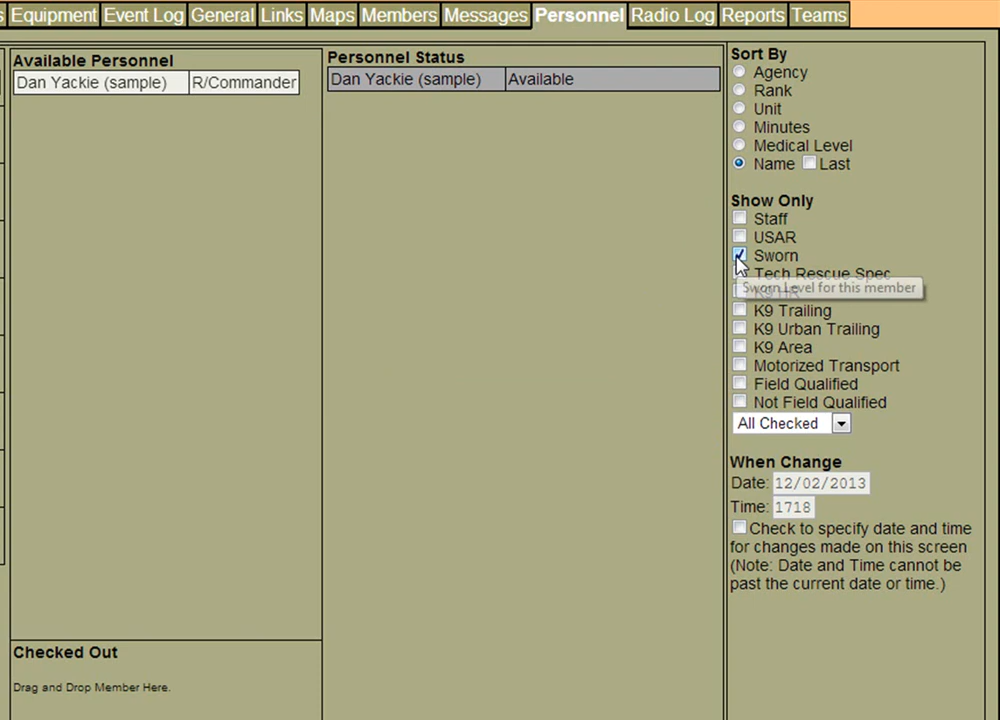 s Equipment Event Log General Links Maps Members Messages Personnel Radio Log Reports Teams
Available Personnel
Dan Yackie (sample) R/Commander
Checked Out
Drag and Drop Member Here.
Personnel Status
Dan Yackie (sample) Available
Sort By
Agency
Rank
Unit
Minutes
Medical Level
Name Last
Show Only
Staff
USAR
Sworn
Tech Rescue Spec
Sworn Level for this member
K9 HR
K9 Trailing
K9 Urban Trailing
K9 Area
Motorized Transport
Field Qualified
Not Field Qualified
All Checked
When Change
Date: 12/02/2013
Time: 1718
Check to specify date and time
for changes made on this screen
(Note: Date and Time cannot be
past the current date or time.)